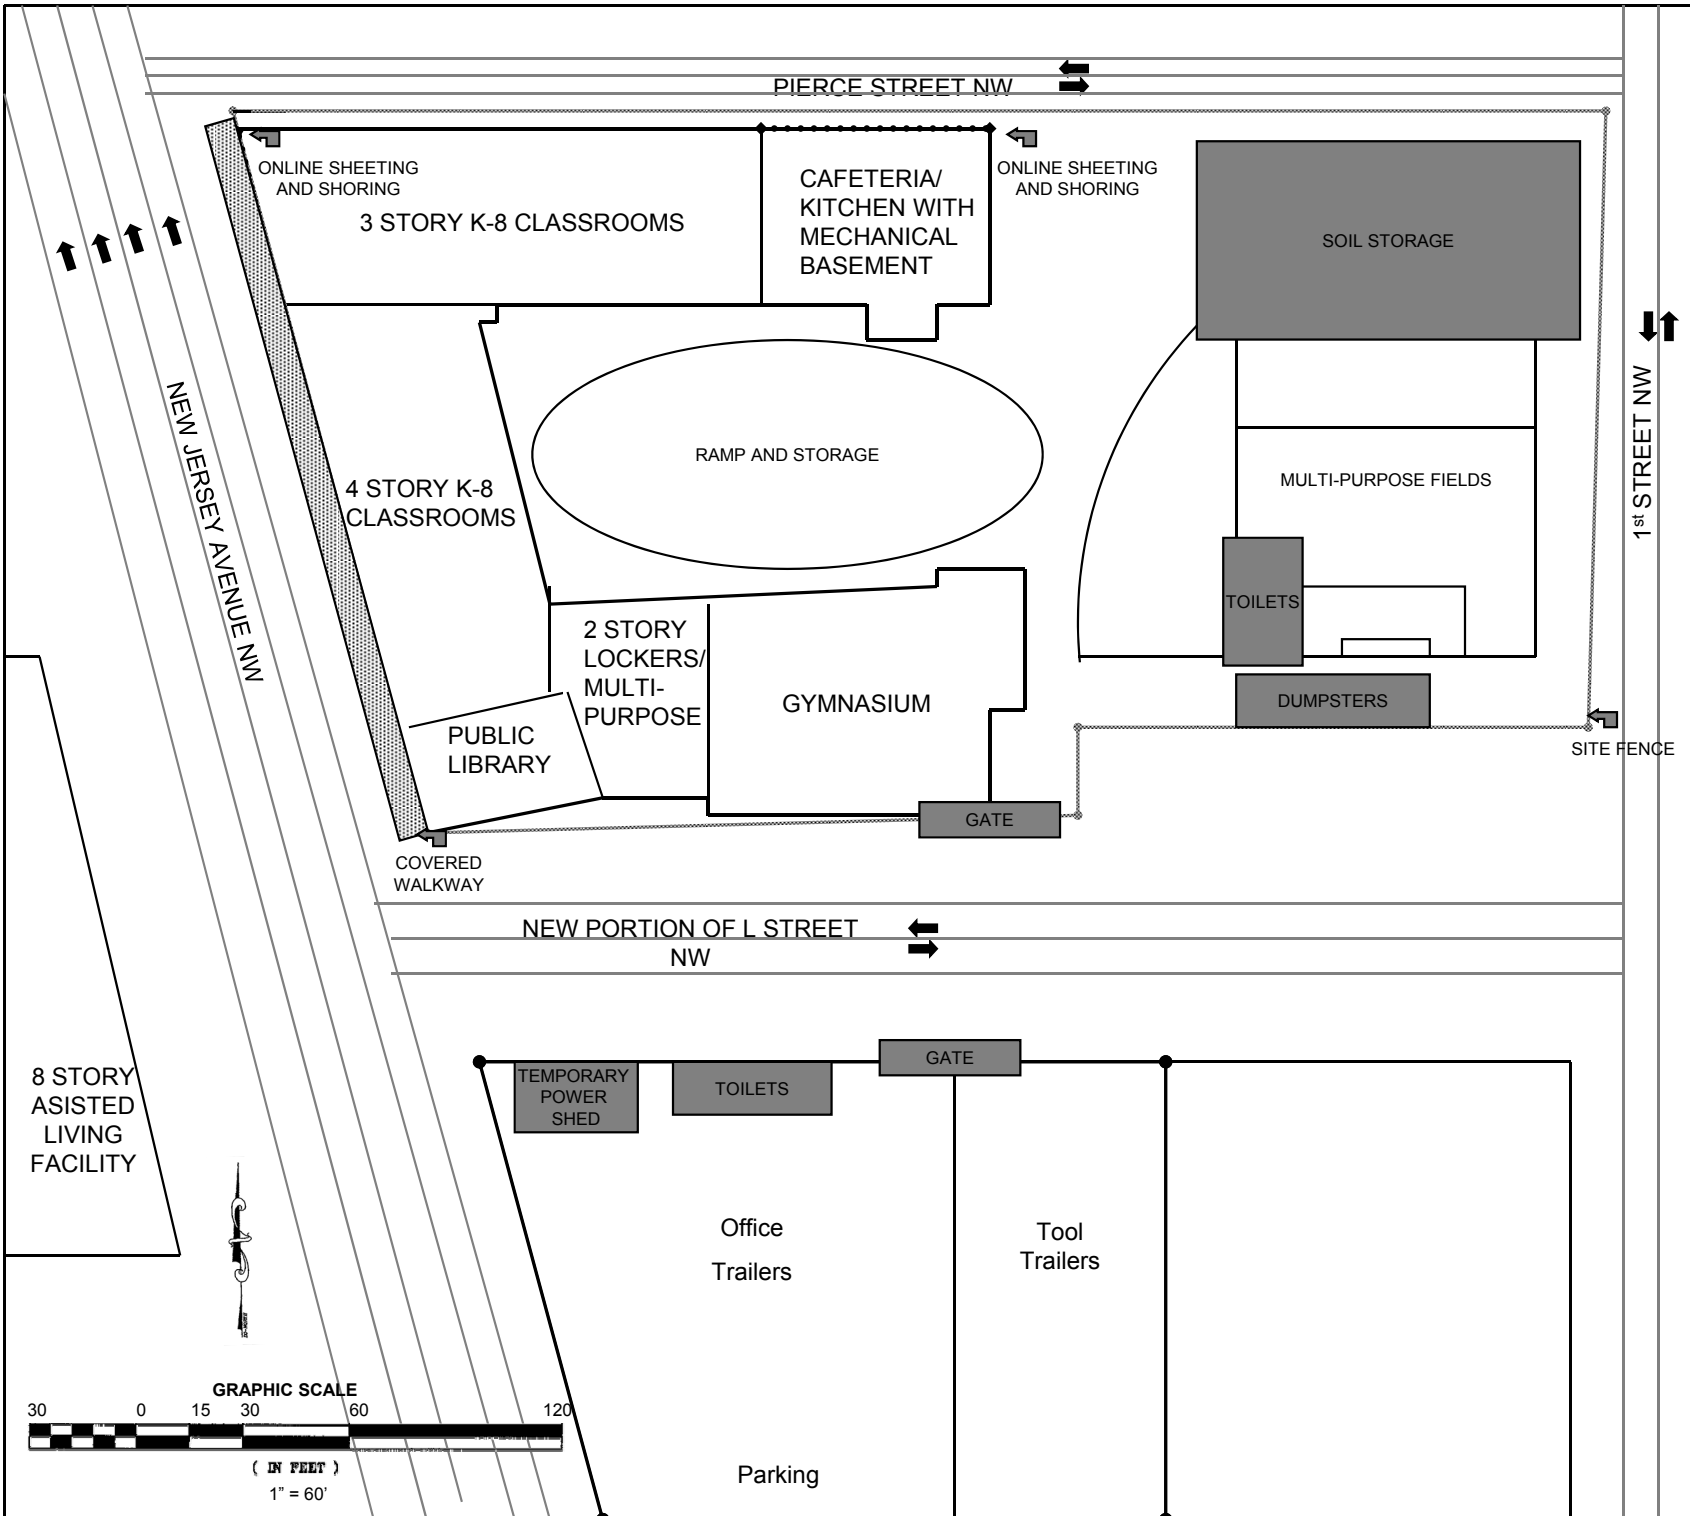 PIERCE STREET NW
ONLINE SHEETING
AND SHORING
3 STORY K-8 CLASSROOMS
CAFETERIA/
KITCHEN WITH
MECHANICAL
BASEMENT
ONLINE SHEETING
AND SHORING
SOIL STORAGE
NEW JERSEY AVENUE NW
1st STREET NW
RAMP AND STORAGE
MULTI-PURPOSE FIELDS
4 STORY K-8
CLASSROOMS
TOILETS
2 STORY
LOCKERS/
MULTI-
PURPOSE
GYMNASIUM
DUMPSTERS
PUBLIC
LIBRARY
SITE FENCE
GATE
COVERED
WALKWAY
NEW PORTION OF L STREET
NW
GATE
TEMPORARY
POWER
SHED
TOILETS
8 STORY
ASISTED
LIVING
FACILITY
Office
Trailers
Tool
Trailers
GRAPHIC SCALE
30 0 15 30 60 120
( IN FEET )
1" = 60'
Parking